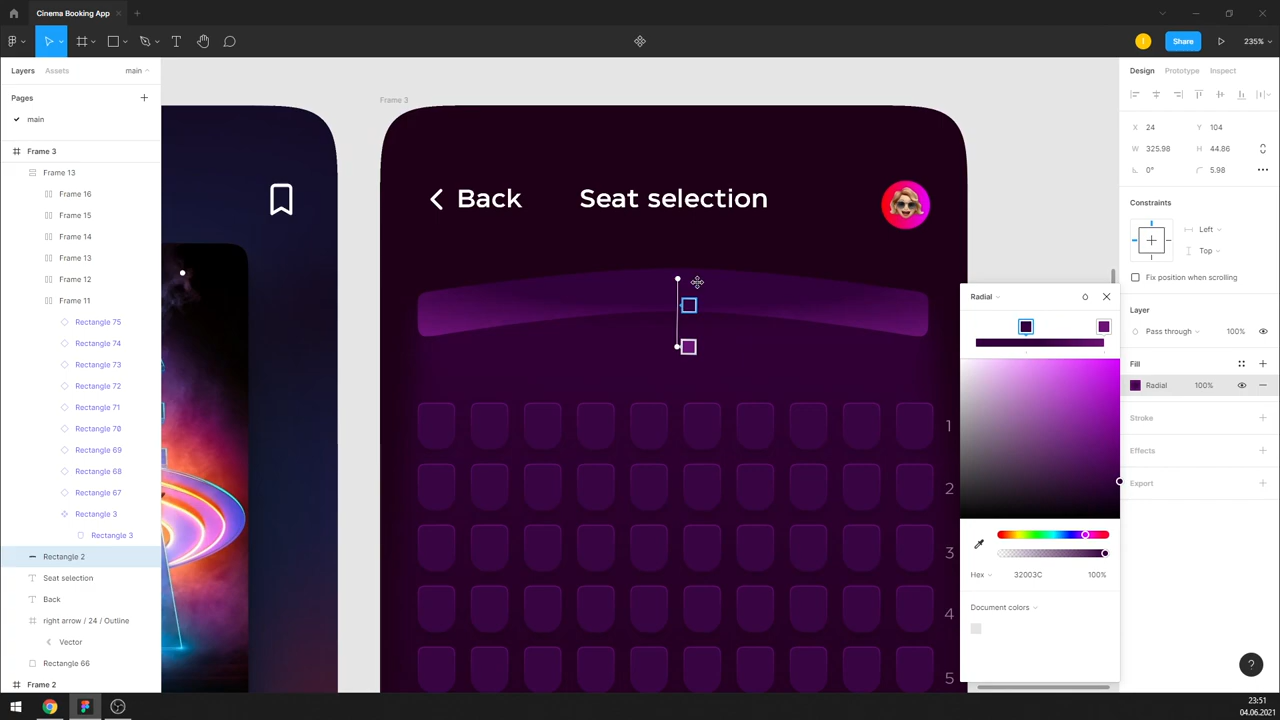 Cinema Booking App
Share
235%
Layers
Assets
main
Pages
main
Frame 3
Frame 13
Frame 16
Frame 15
Frame 14
Frame 13
Frame 12
Frame 11
Rectangle 75
Rectangle 74
Rectangle 73
Rectangle 72
Rectangle 71
Rectangle 70
Rectangle 69
Rectangle 68
Rectangle 67
Rectangle 3
Rectangle 3
Rectangle 2
Seat selection
Back
right arrow / 24 / Outline
Vector
Rectangle 66
Frame 2
Frame 3
Back
Seat selection
1
2
3
4
5
Radial
Hex
32003C
100%
Document colors
Design
Prototype
Inspect
X 24
Y 104
W 325.98
H 44.86
0°
5.98
Constraints
Left
Top
Fix position when scrolling
Layer
Pass through
100%
Fill
Radial
100%
Stroke
Effects
Export
?
23:51
04.06.2021